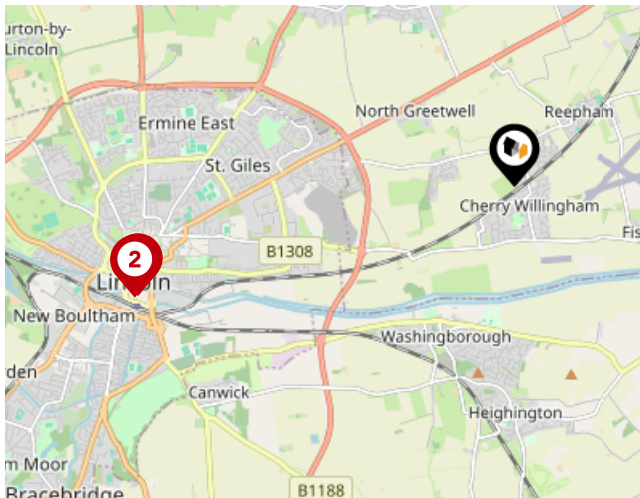 urton-by-
Lincoln
North Greetwell
Reepham
Ermine East
St. Giles
Cherry Willingham
Fis
B1308
2
Lincoln
New Boultham
Washingborough
rden
Canwick
Heighington
m Moor
B1188
Bracebridge